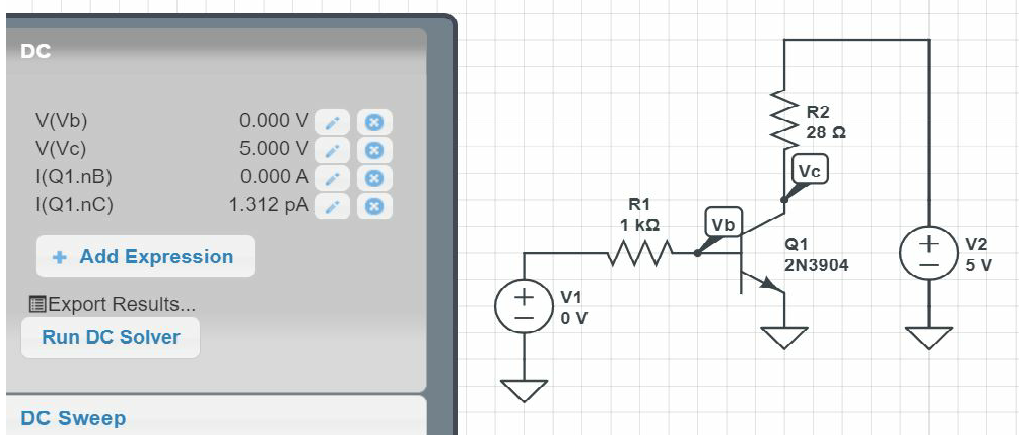 DC
V(Vb) 0.000 V
V(Vc) 5.000 V
I(Q1.nB) 0.000 A
I(Q1.nC) 1.312 pA
+ Add Expression
Export Results...
Run DC Solver
DC Sweep
R2
28 Ω
Vc
R1
1 kΩ
Vb
Q1
2N3904
V2
5 V
V1
0 V